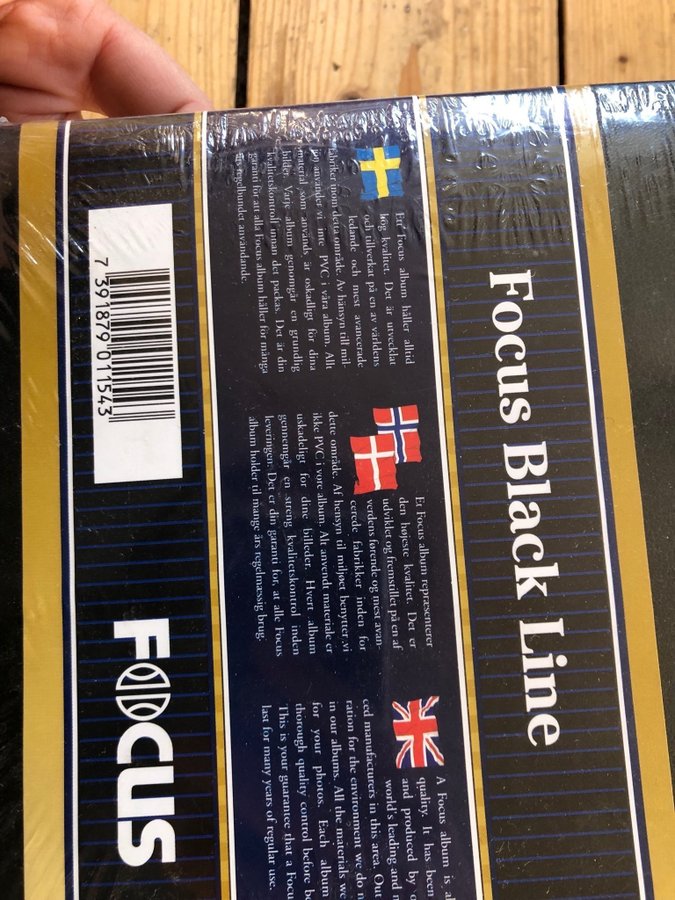 Focus Black Line
Ett Focus album håller alltid
hög kvalitet. Det är utvecklat
och tillverkat på en av världens
ledande och mest avancerade
fabriker inom detta område. Av hänsyn till mil-
jön använder vi inte PVC i våra album. Allt
material som används är oskadligt för dina
bilder. Varje album genomgår en grundlig
kvalitetskontroll innan det packas. Det är din
garanti för att alla Focus album håller för många
års regelbundet användande.
Et Focus album repræsenterer
den højeste kvalitet. Det er
udviklet og fremstillet på en af
verdens førende og mest avan-
cerede fabrikker inden for
dette område. Af hensyn til miljøet benytter vi
ikke PVC i vore album. Alt anvendt materiale er
uskadeligt for dine billeder. Hvert album
gennemgår en streng kvalitetskontrol inden
leveringen. Det er din garanti for, at alle Focus
album holder til mange års regelmæssig brug.
A Focus album is al
quality. It has been
and produced by o
world's leading and m
ced manufacturers in this area. Out
ration for the environment we do n
in our albums. All the materials we
for your photos. Each album
thorough quality control before be
This is your guarantee that a Focu
last for many years of regular use.
7 391879 011543
FOCUS